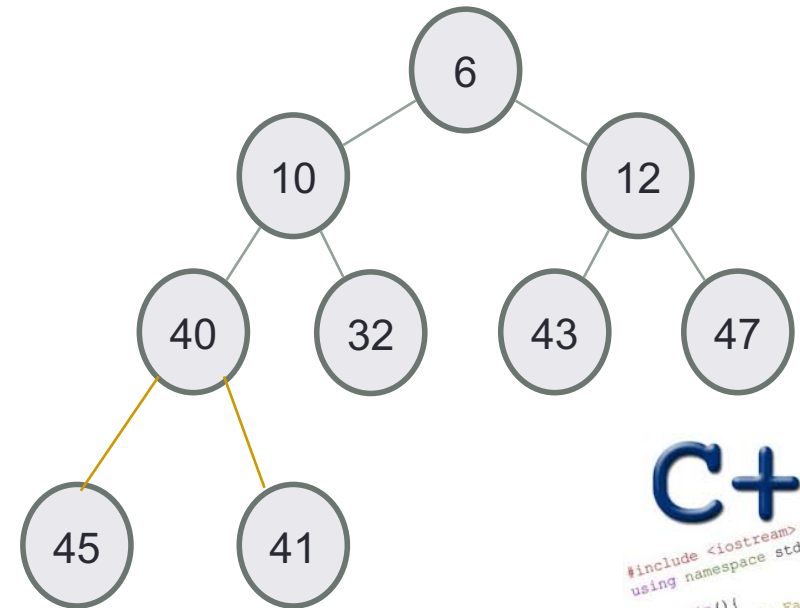 6
10 12
40 32 43 47
C+
#include <iostream>
using namespace std
45 41